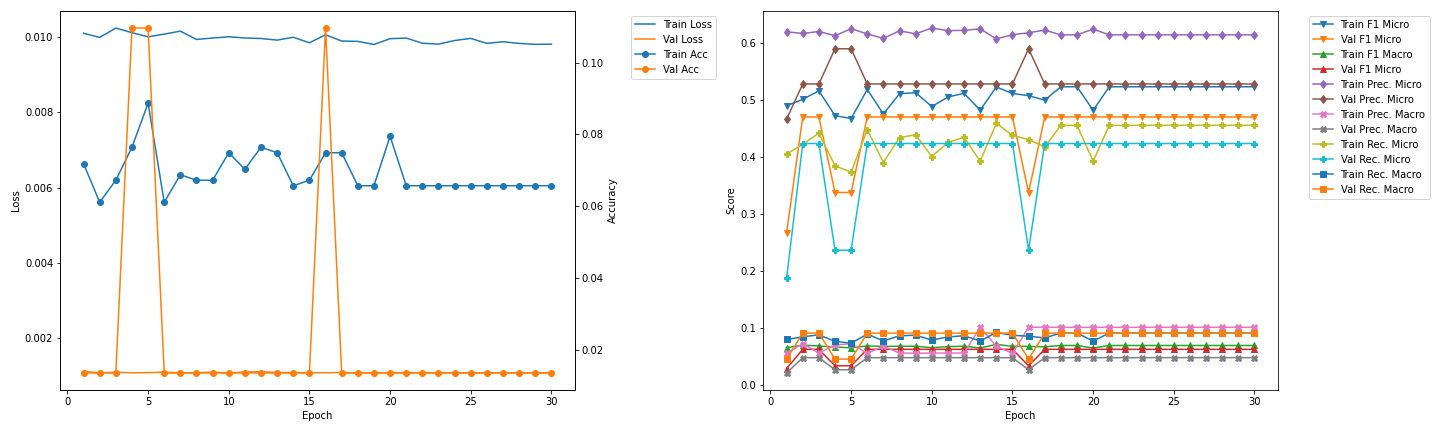 0.010
0.008
0.006
0.004
0.002
Loss
0
5
10
15
20
25
30
Epoch
0.10
0.08
0.06
0.04
0.02
Accuracy
Train Loss
Val Loss
Train Acc
Val Acc
0.6
0.5
0.4
0.3
0.2
0.1
0.0
Score
0
5
10
15
20
25
30
Epoch
Train F1 Micro
Val F1 Micro
Train F1 Macro
Val F1 Micro
Train Prec. Micro
Val Prec. Micro
Train Prec. Macro
Val Prec. Macro
Train Rec. Micro
Val Rec. Micro
Train Rec. Macro
Val Rec. Macro